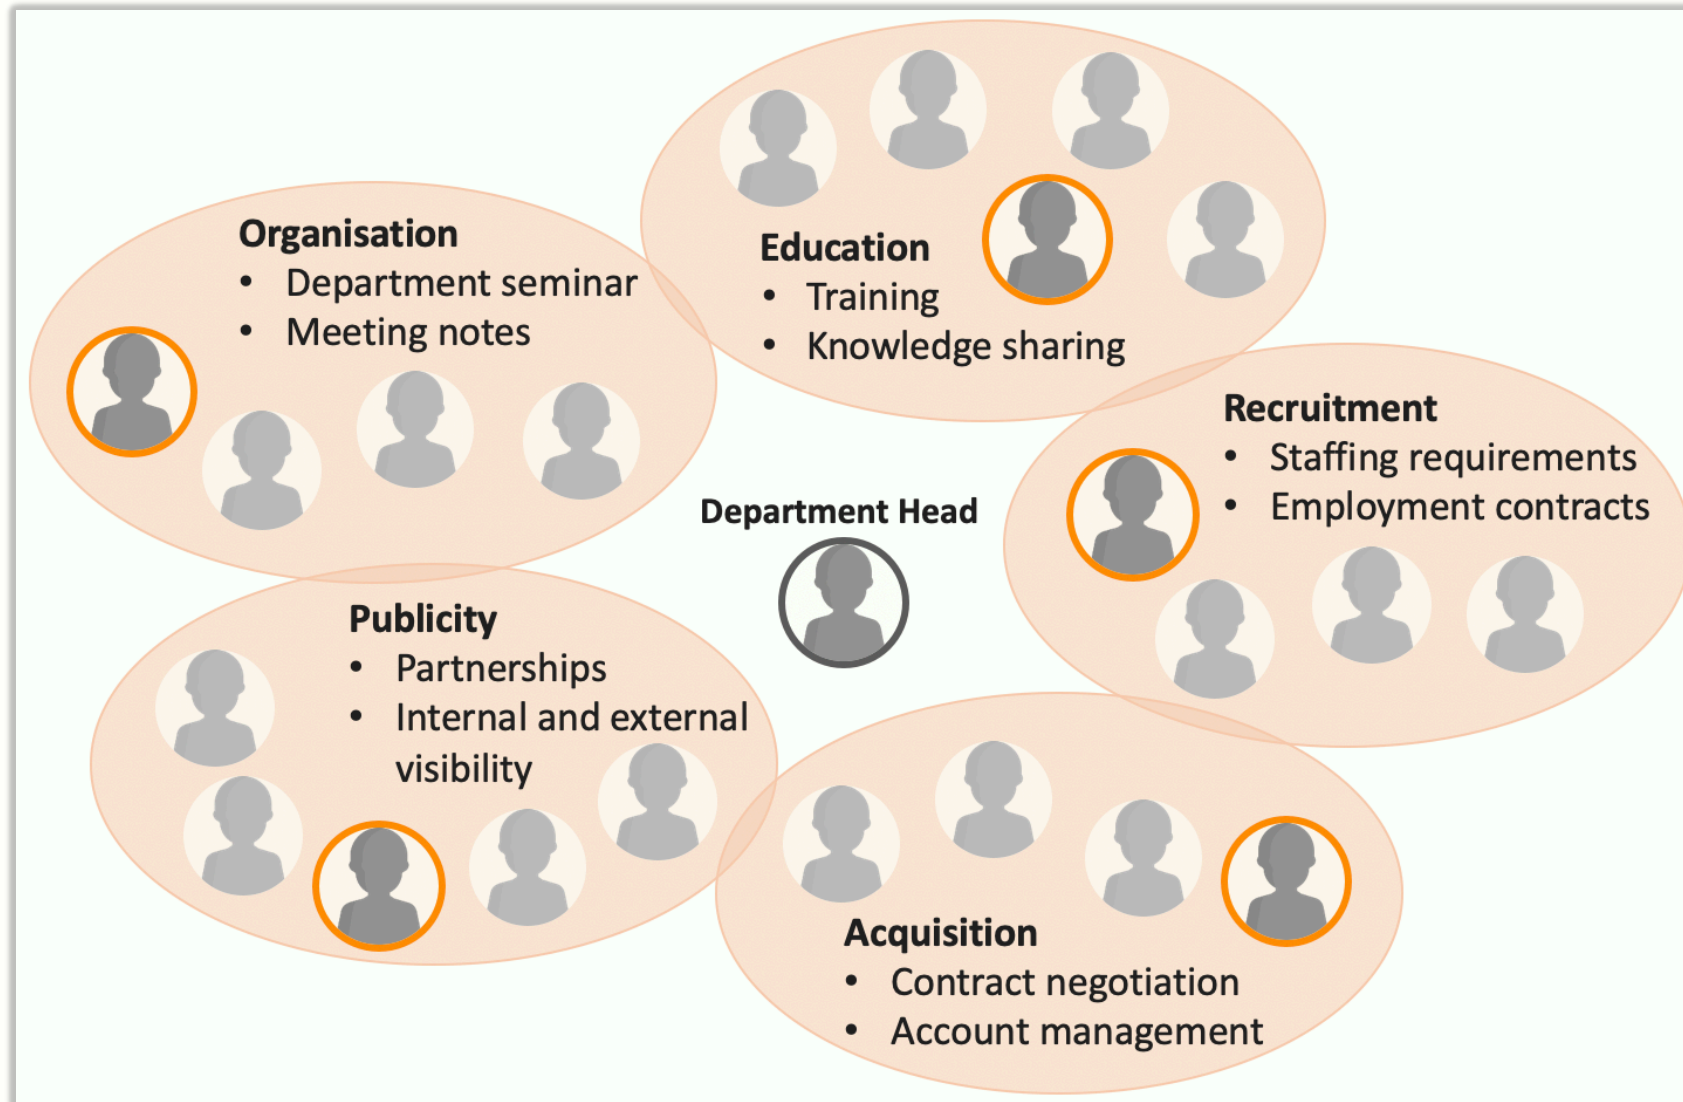 Organisation
• Department seminar
• Meeting notes
Education
• Training
• Knowledge sharing
Recruitment
• Staffing requirements
• Employment contracts
Department Head
Publicity
• Partnerships
• Internal and external
visibility
Acquisition
• Contract negotiation
• Account management